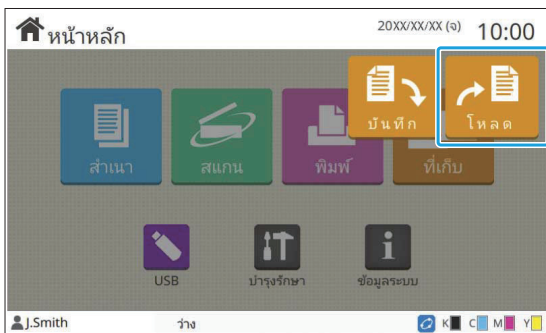 หน้าหลัก
20XX/XX/XX (จ) 10:00
บันทึก โหลด
สำเนา สแกน พิมพ์ ที่เก็บ
USB บำรุงรักษา ข้อมูลระบบ
J.Smith ว่าง K C M Y